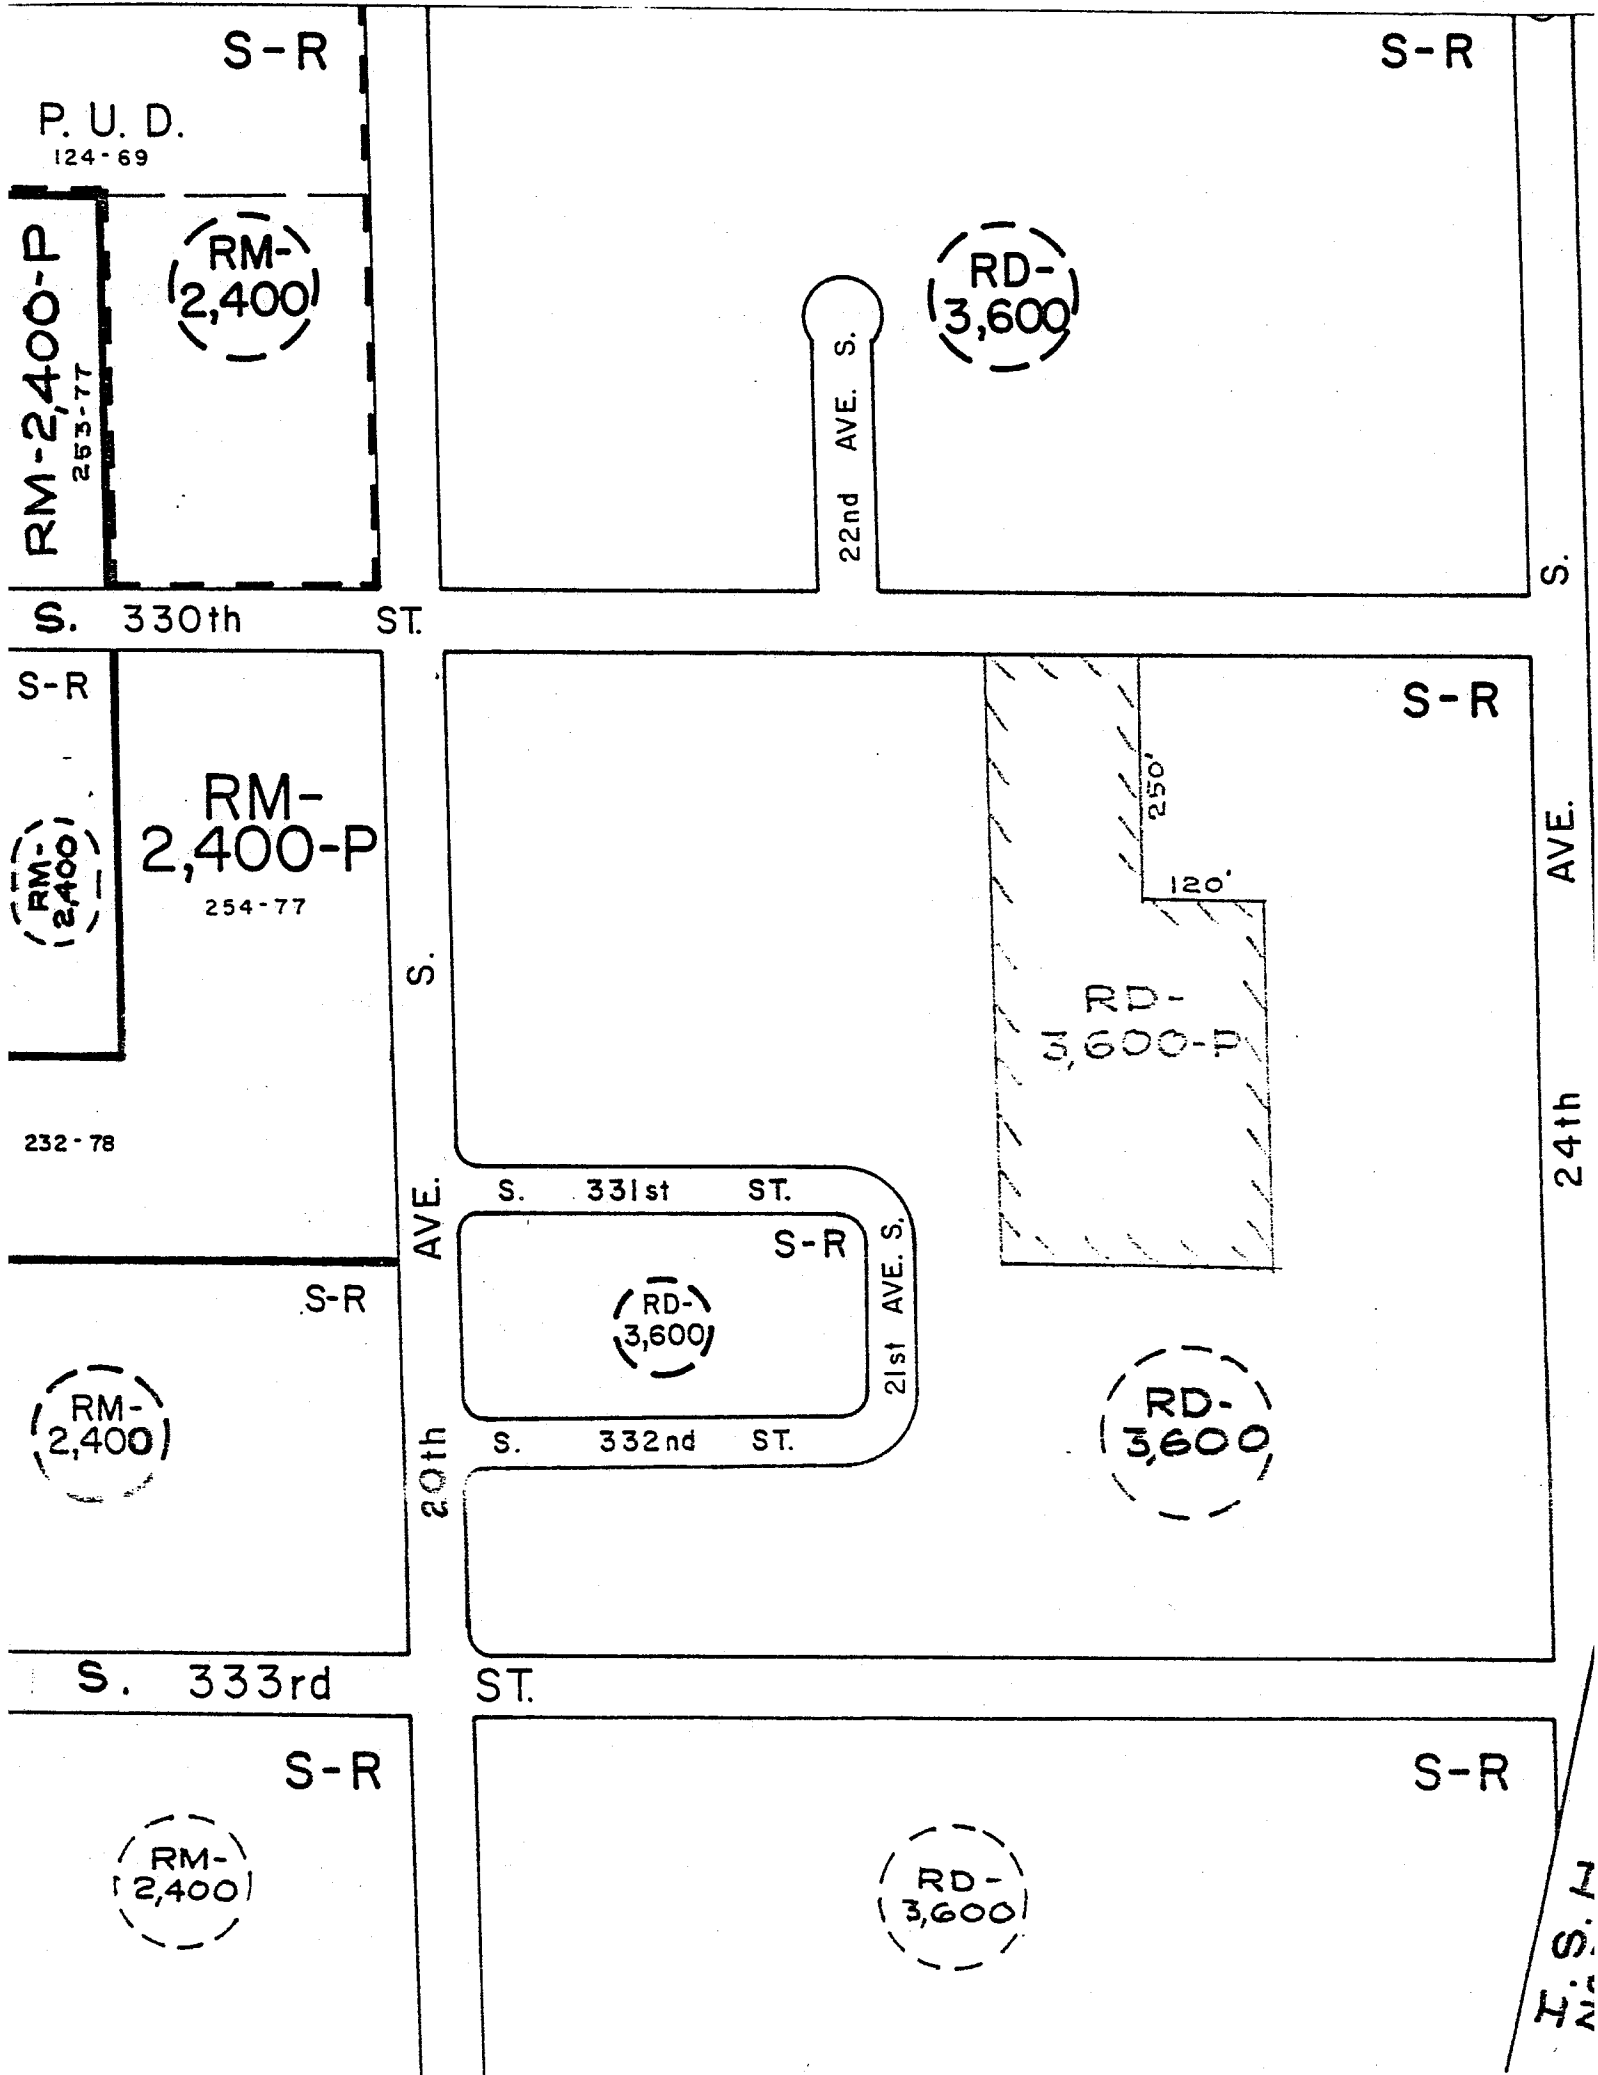 S-R
S-R
P. U. D.
124-69
RM-
2,400
RM-2,400-P
253-77
RD-
3,600
22nd AVE. S.
S. 330th ST.
S-R
RM-
2,400
RM-
2,400-P
254-77
232-78
S-R
250'
120'
RD-
3,600-P
24th AVE. S.
20th AVE. S.
S. 331st ST.
S-R
RD-
3,600
21st AVE. S.
S. 332nd ST.
S-R
RM-
2,400
RD-
3,600
S. 333rd ST.
S-R
S-R
RM-
2,400
RD-
3,600
I. S. H